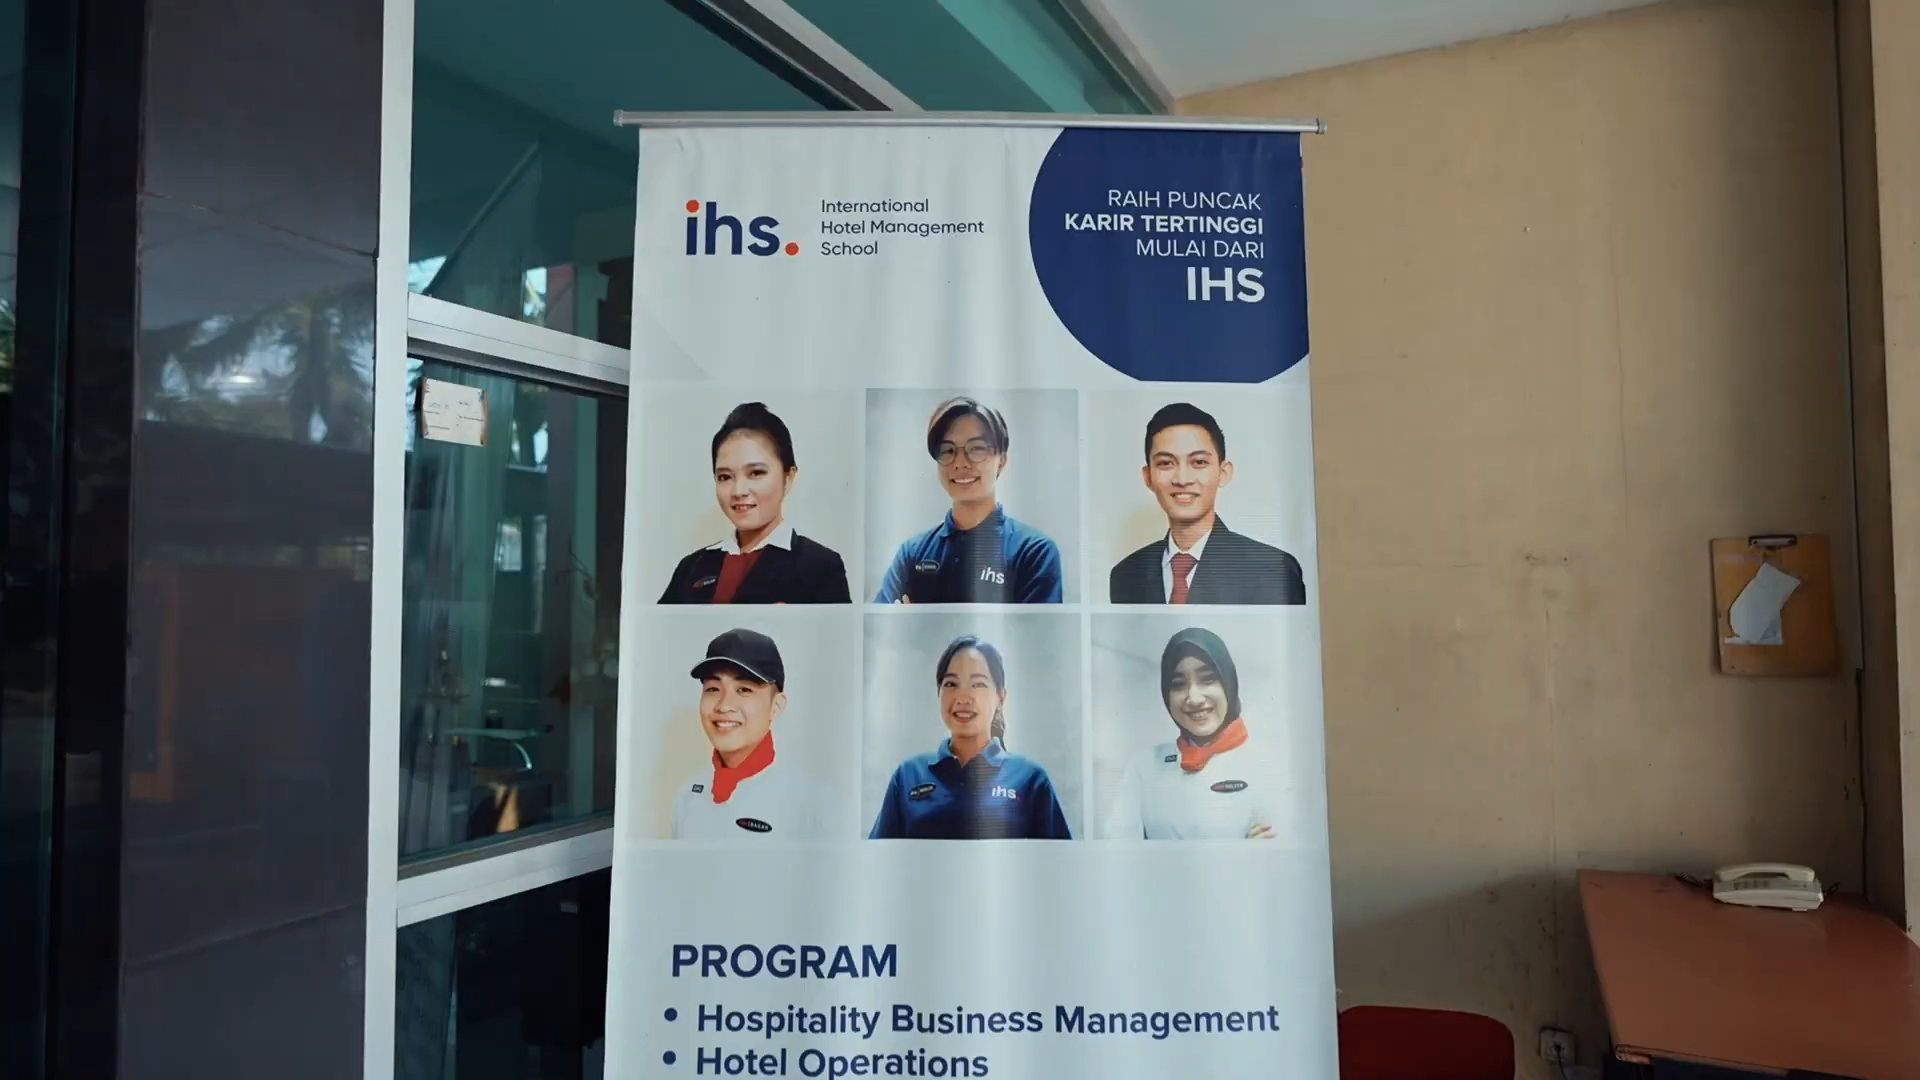 ihs.
International
Hotel Management
School
RAIH PUNCAK
KARIR TERTINGGI
MULAI DARI
IHS
ihs
ihs.
PROGRAM
• Hospitality Business Management
• Hotel Operations